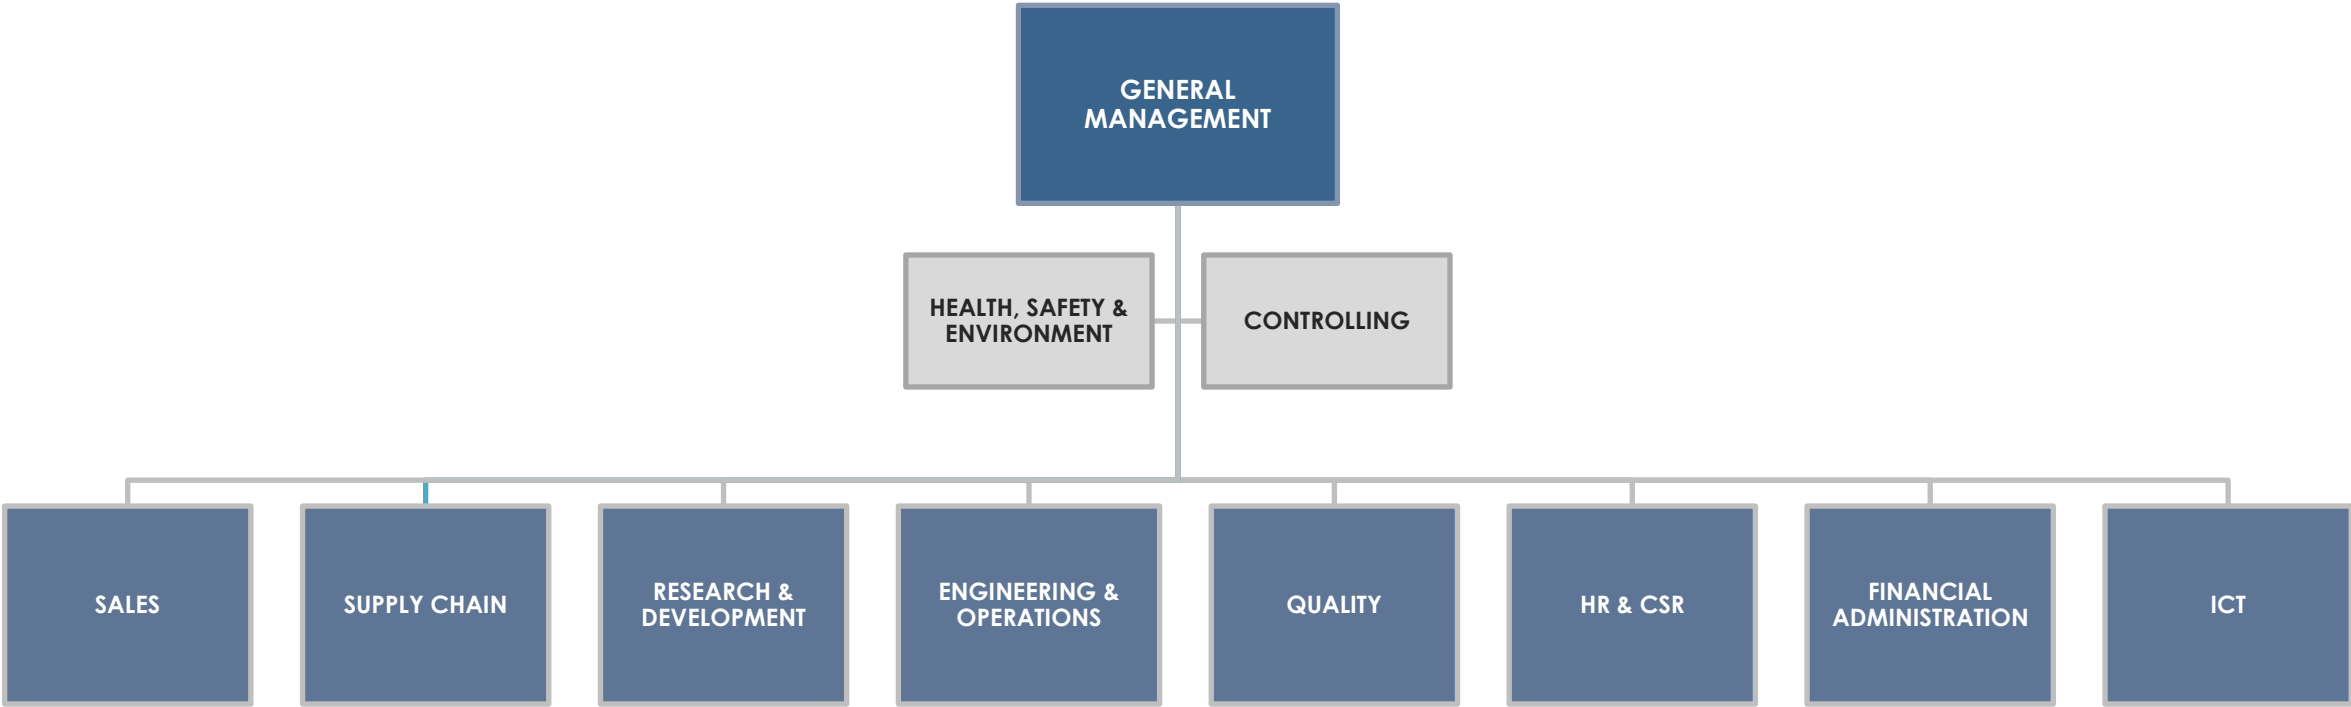 GENERAL
MANAGEMENT
HEALTH, SAFETY &
ENVIRONMENT
CONTROLLING
SALES
SUPPLY CHAIN
RESEARCH &
DEVELOPMENT
ENGINEERING &
OPERATIONS
QUALITY
HR & CSR
FINANCIAL
ADMINISTRATION
ICT